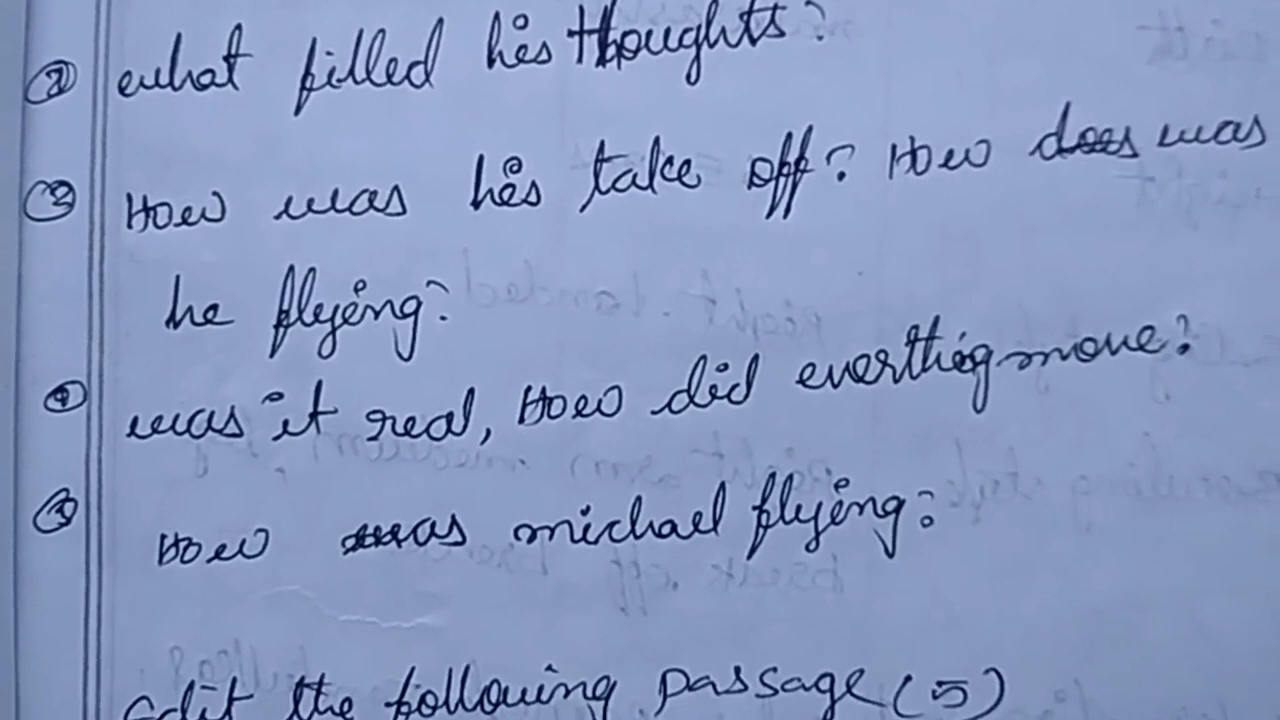 ② what filled his thoughts?
③ How was his take off? How does was
he flying?
④ was it real, How did everthig move?
⑤ How was michael flying?
edit the following passage (5)